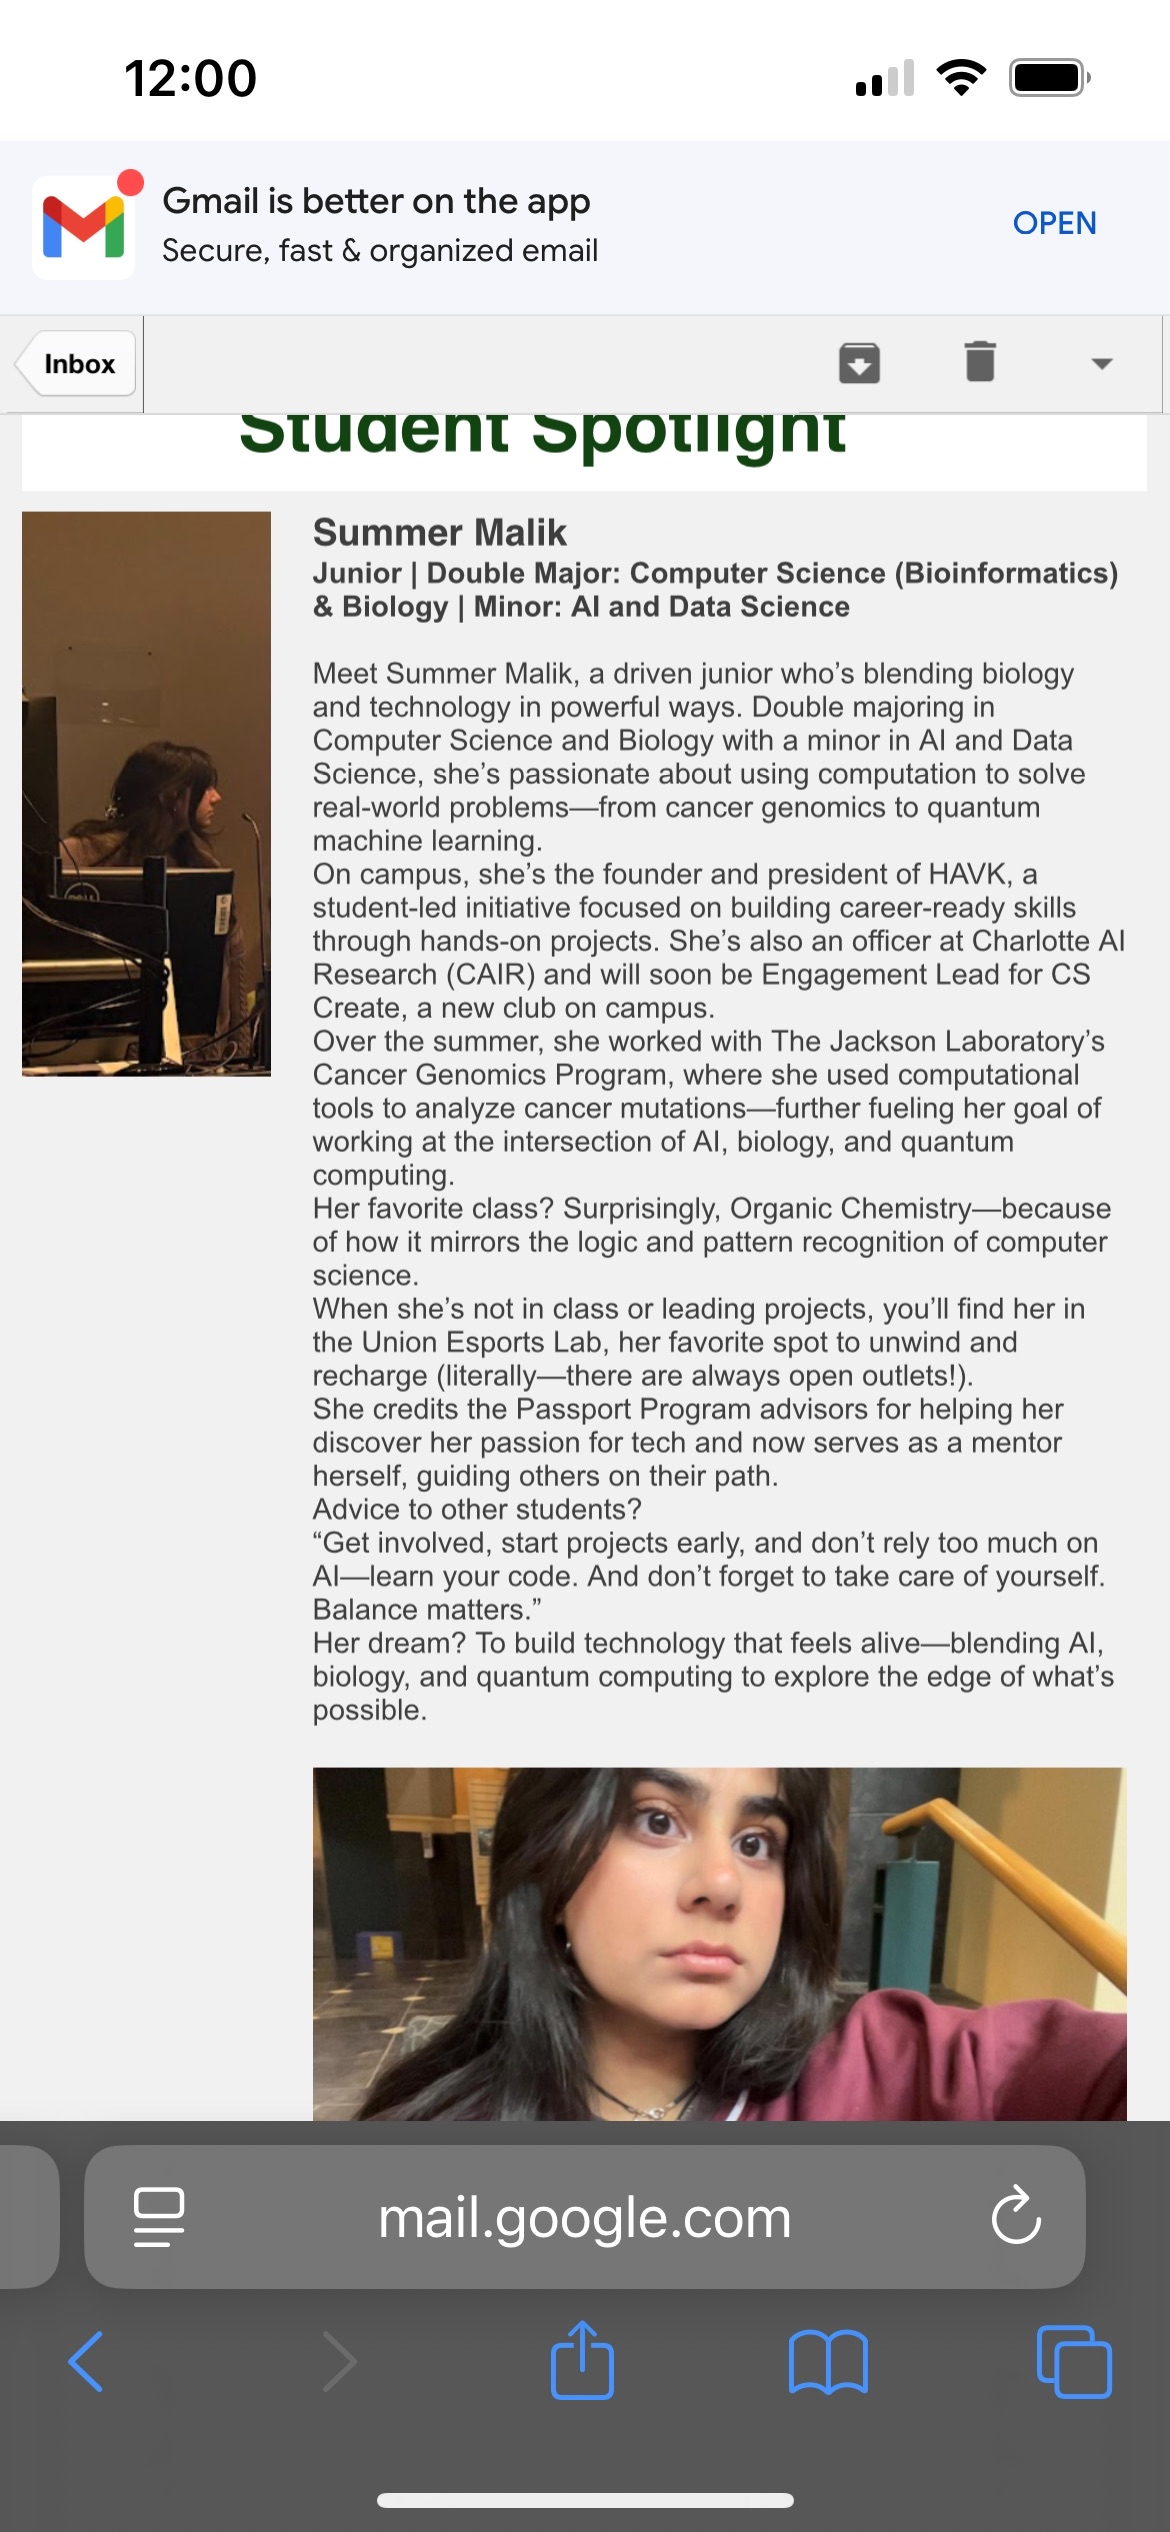 12:00
Gmail is better on the app
Secure, fast & organized email
OPEN
Inbox
Student Spotlight
Summer Malik
Junior | Double Major: Computer Science (Bioinformatics)
& Biology | Minor: AI and Data Science
Meet Summer Malik, a driven junior who’s blending biology
and technology in powerful ways. Double majoring in
Computer Science and Biology with a minor in AI and Data
Science, she’s passionate about using computation to solve
real-world problems—from cancer genomics to quantum
machine learning.
On campus, she’s the founder and president of HAVK, a
student-led initiative focused on building career-ready skills
through hands-on projects. She’s also an officer at Charlotte AI
Research (CAIR) and will soon be Engagement Lead for CS
Create, a new club on campus.
Over the summer, she worked with The Jackson Laboratory’s
Cancer Genomics Program, where she used computational
tools to analyze cancer mutations—further fueling her goal of
working at the intersection of AI, biology, and quantum
computing.
Her favorite class? Surprisingly, Organic Chemistry—because
of how it mirrors the logic and pattern recognition of computer
science.
When she’s not in class or leading projects, you’ll find her in
the Union Esports Lab, her favorite spot to unwind and
recharge (literally—there are always open outlets!).
She credits the Passport Program advisors for helping her
discover her passion for tech and now serves as a mentor
herself, guiding others on their path.
Advice to other students?
“Get involved, start projects early, and don’t rely too much on
AI—learn your code. And don’t forget to take care of yourself.
Balance matters.”
Her dream? To build technology that feels alive—blending AI,
biology, and quantum computing to explore the edge of what’s
possible.
mail.google.com